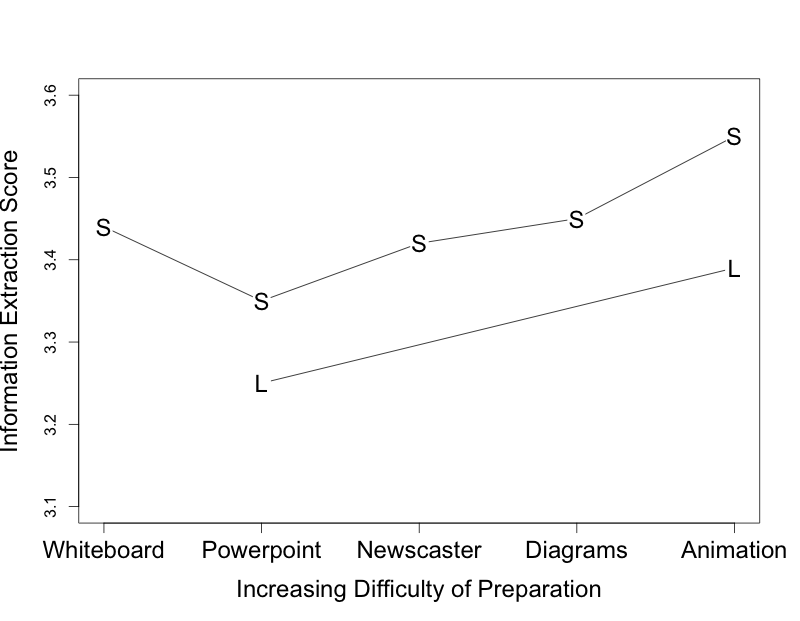 Information Extraction Score
3.6
3.5
3.4
3.3
3.2
3.1
S
S
S
S
S
L
L
Whiteboard Powerpoint Newscaster Diagrams Animation
Increasing Difficulty of Preparation